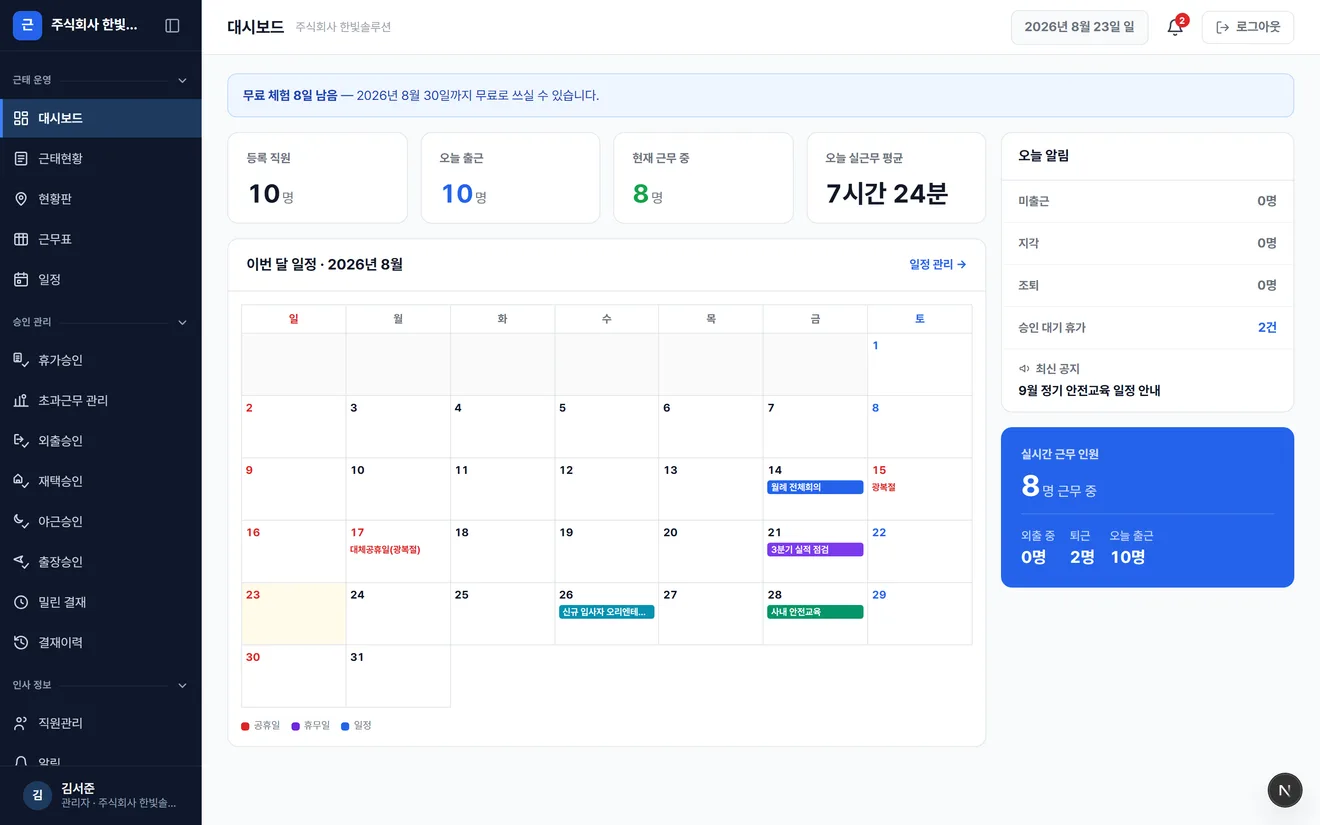 근
주식회사 한빛...
근태 운영
대시보드
근태현황
현황판
근무표
일정
승인 관리
휴가승인
초과근무 관리
외출승인
재택승인
야근승인
출장승인
밀린 결재
결재이력
인사 정보
직원관리
알림
김
김서준
관리자 · 주식회사 한빛솔...
대시보드
주식회사 한빛솔루션
2026년 8월 23일 일
2
로그아웃
무료 체험 8일 남음 — 2026년 8월 30일까지 무료로 쓰실 수 있습니다.
등록 직원
10명
오늘 출근
10명
현재 근무 중
8명
오늘 실근무 평균
7시간 24분
이번 달 일정 · 2026년 8월
일정 관리 →
일 월 화 수 목 금 토
1
2 3 4 5 6 7 8
9 10 11 12 13 14 15
월례 전체회의 광복절
16 17 18 19 20 21 22
대체공휴일(광복절) 3분기 실적 점검
23 24 25 26 27 28 29
신규 입사자 오리엔테... 사내 안전교육
30 31
공휴일 휴무일 일정
오늘 알림
미출근 0명
지각 0명
조퇴 0명
승인 대기 휴가 2건
최신 공지
9월 정기 안전교육 일정 안내
실시간 근무 인원
8명 근무 중
외출 중 퇴근 오늘 출근
0명 2명 10명
N